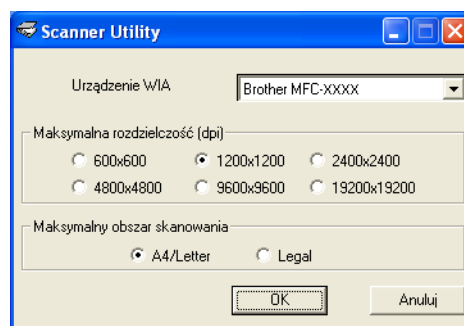 Scanner Utility
Urządzenie WIA Brother MFC-XXXX
Maksymalna rozdzielczość (dpi)
600x600 1200x1200 2400x2400
4800x4800 9600x9600 19200x19200
Maksymalny obszar skanowania
A4/Letter Legal
OK Anuluj